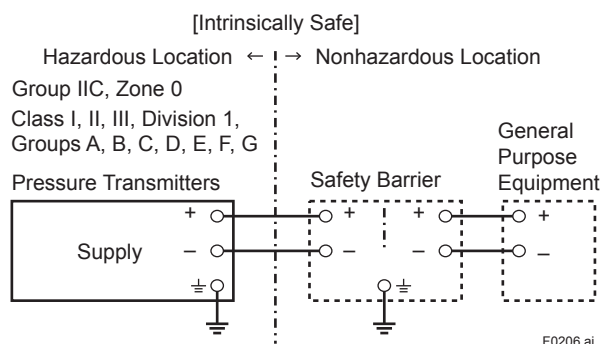 [Intrinsically Safe]
Hazardous Location ← → Nonhazardous Location
Group IIC, Zone 0
Class I, II, III, Division 1,
Groups A, B, C, D, E, F, G
General
Purpose
Equipment
Pressure Transmitters
Safety Barrier
+ + + +
Supply – – – –
F0206.ai